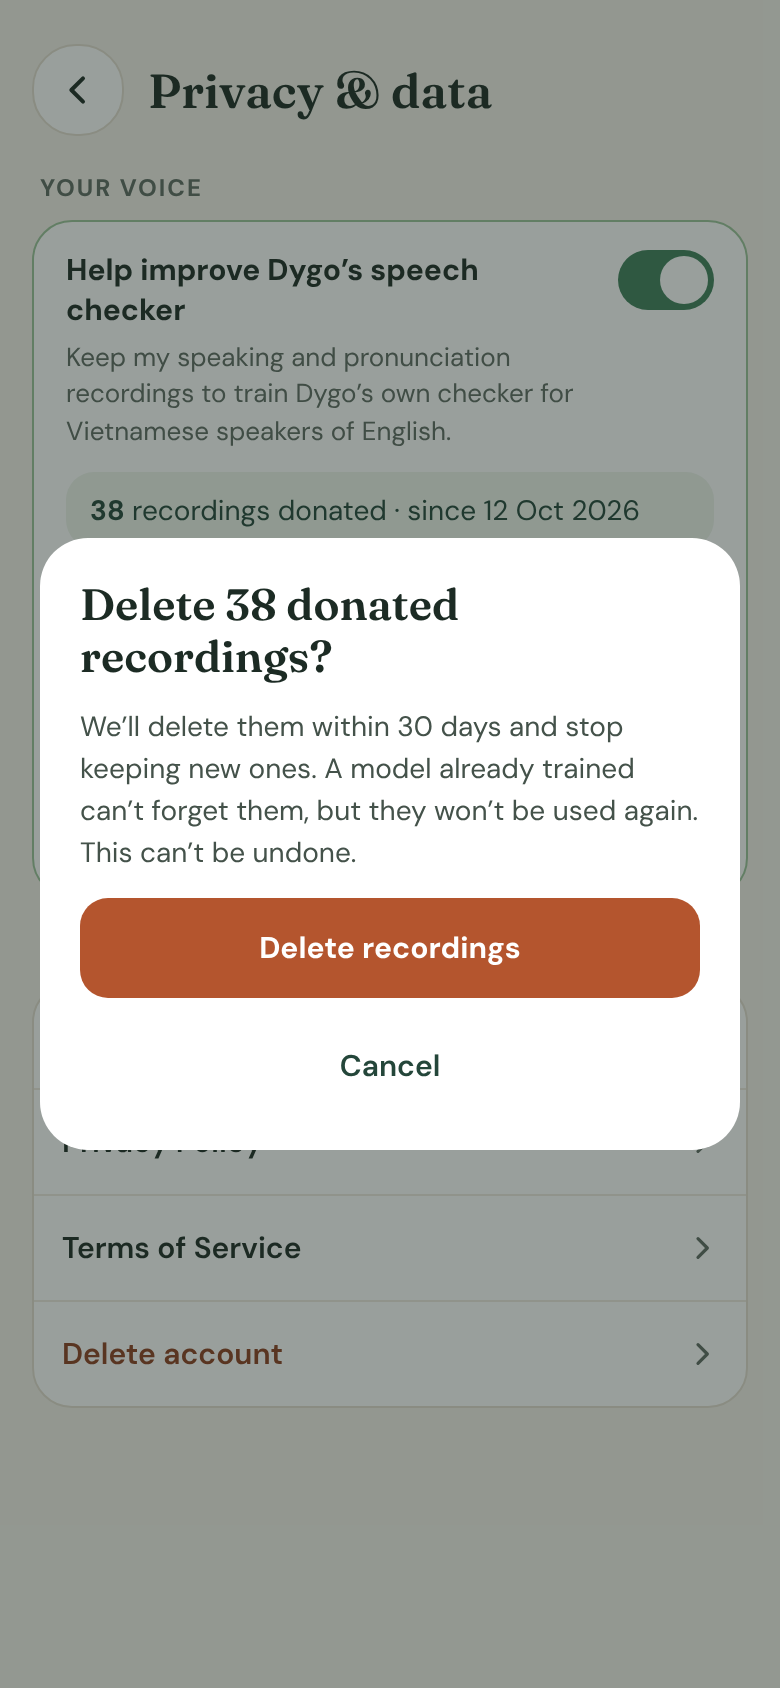 Privacy & data
YOUR VOICE
Help improve Dygo’s speech
checker
Keep my speaking and pronunciation
recordings to train Dygo’s own checker for
Vietnamese speakers of English.
38 recordings donated · since 12 Oct 2026
Delete 38 donated
recordings?
We’ll delete them within 30 days and stop
keeping new ones. A model already trained
can’t forget them, but they won’t be used again.
This can’t be undone.
Delete recordings
Cancel
Privacy Policy
Terms of Service
Delete account